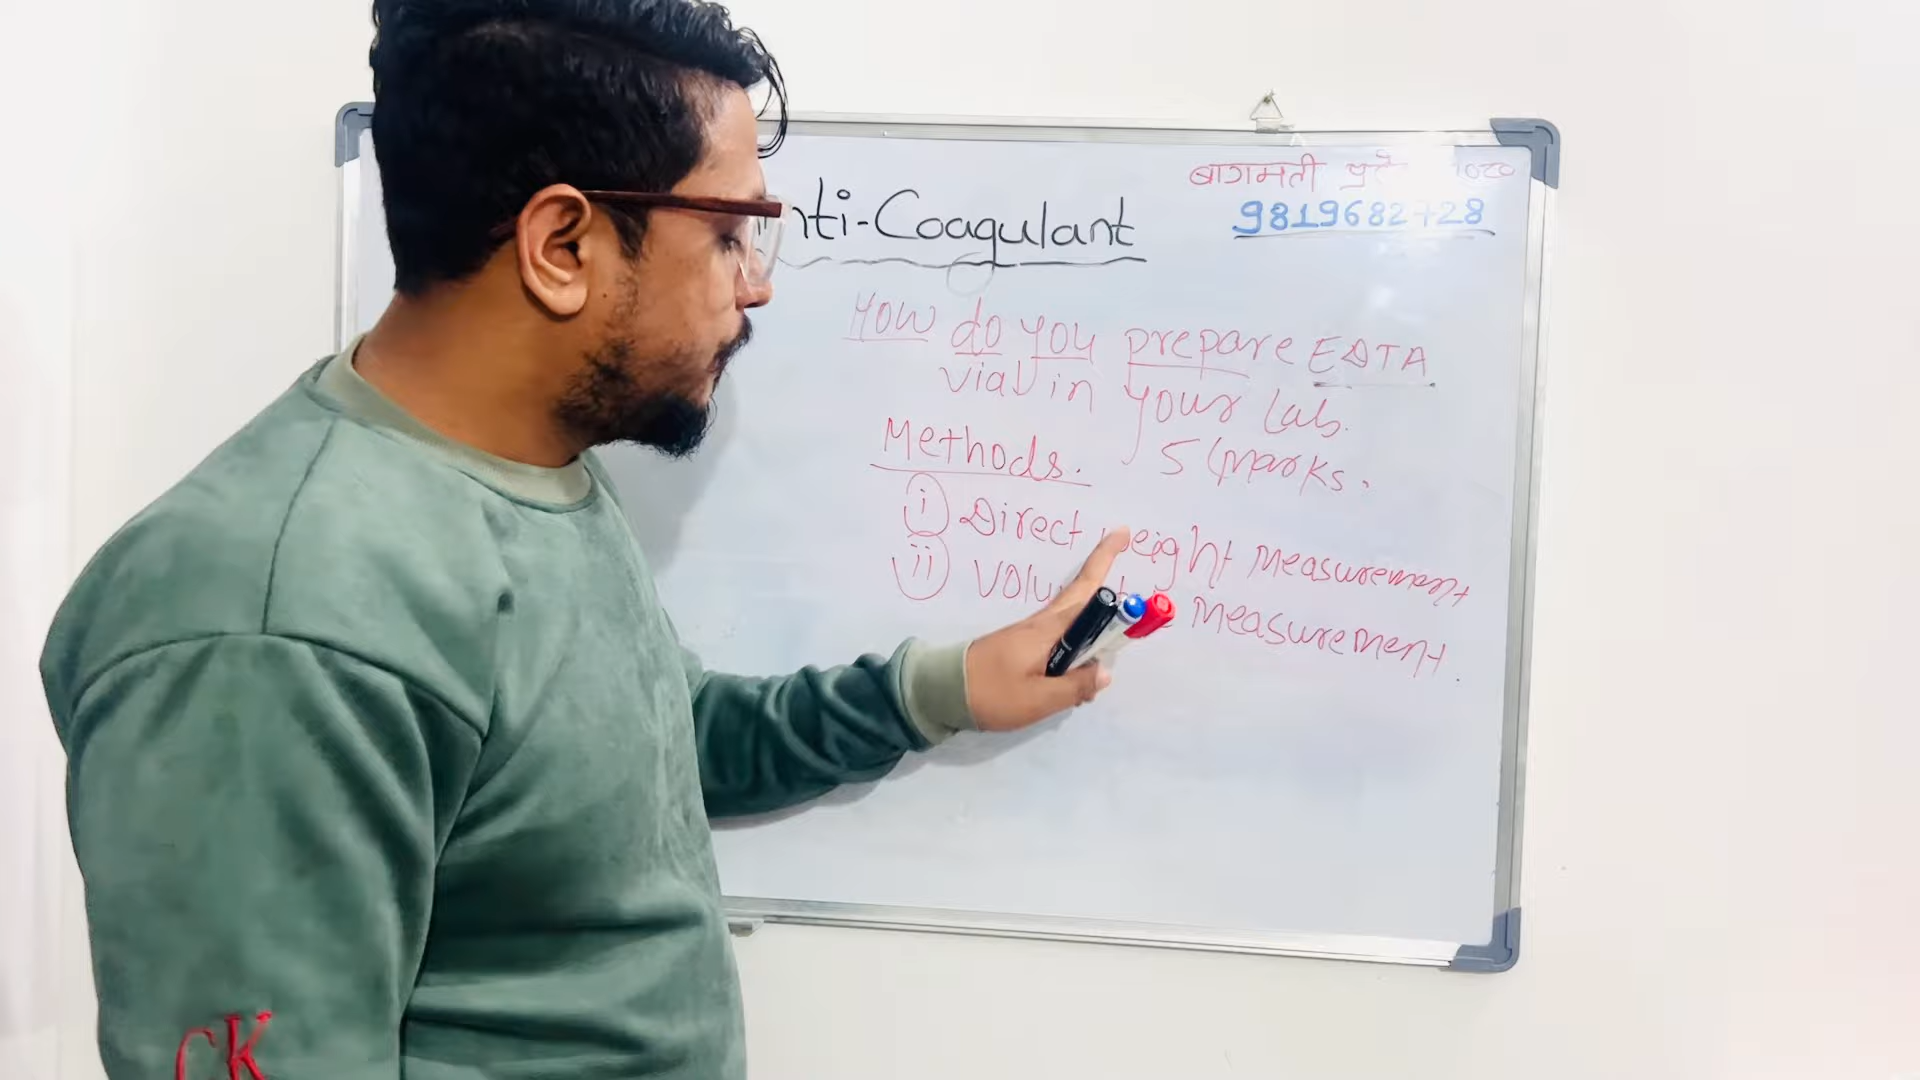 बागमती
9819682728
nti-Coagulant
How do you prepare EDTA
vial in your Lab.
5 (marks.
Methods.
(i) Direct weight Measurement
(ii) Measurement.
CK